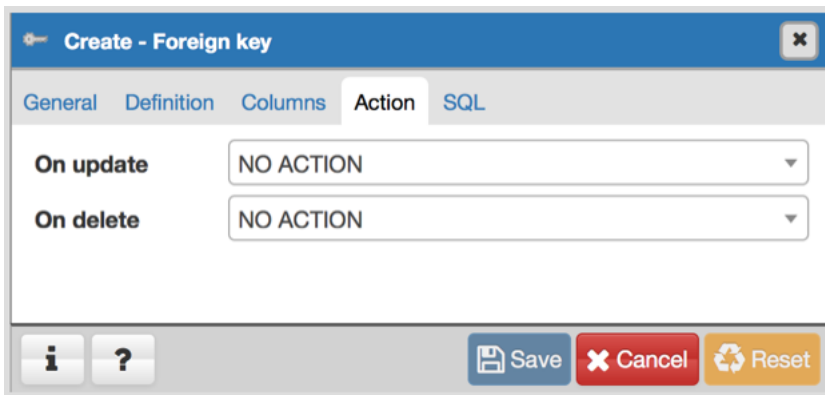 Create - Foreign key
General Definition Columns Action SQL
On update NO ACTION
On delete NO ACTION
i ? Save Cancel Reset